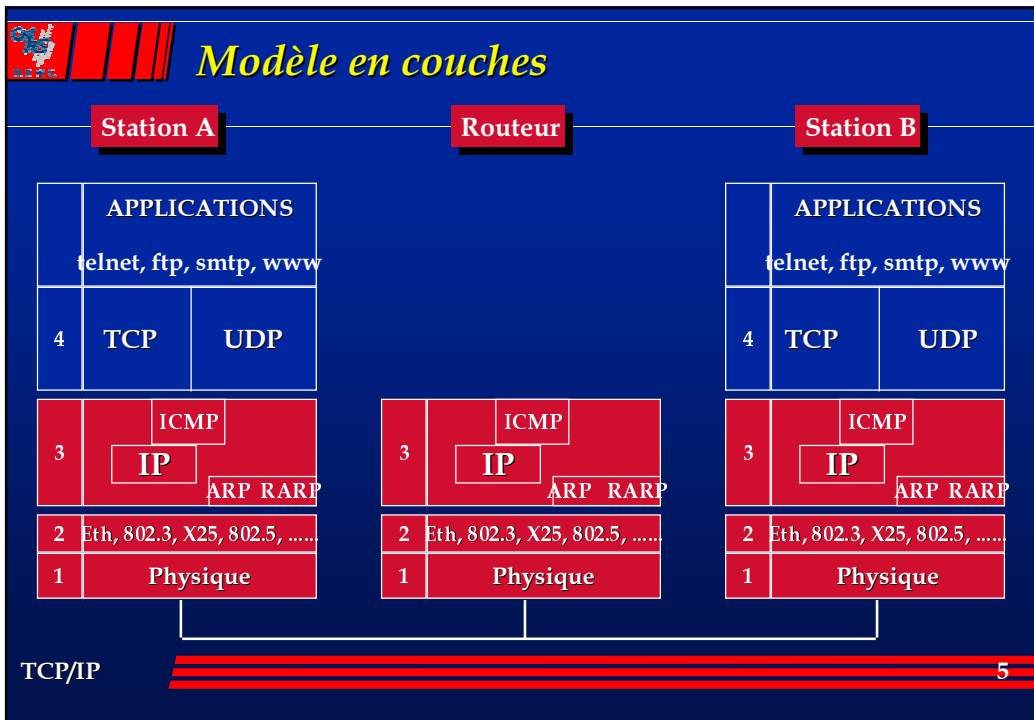 Modèle en couches
Station A
Routeur
Station B
APPLICATIONS
telnet, ftp, smtp, www
4
TCP
UDP
3
ICMP
IP
ARP RARP
2
Eth, 802.3, X25, 802.5, ......
1
Physique
3
ICMP
IP
ARP RARP
2
Eth, 802.3, X25, 802.5, ......
1
Physique
APPLICATIONS
telnet, ftp, smtp, www
4
TCP
UDP
3
ICMP
IP
ARP RARP
2
Eth, 802.3, X25, 802.5, ......
1
Physique
TCP/IP
5